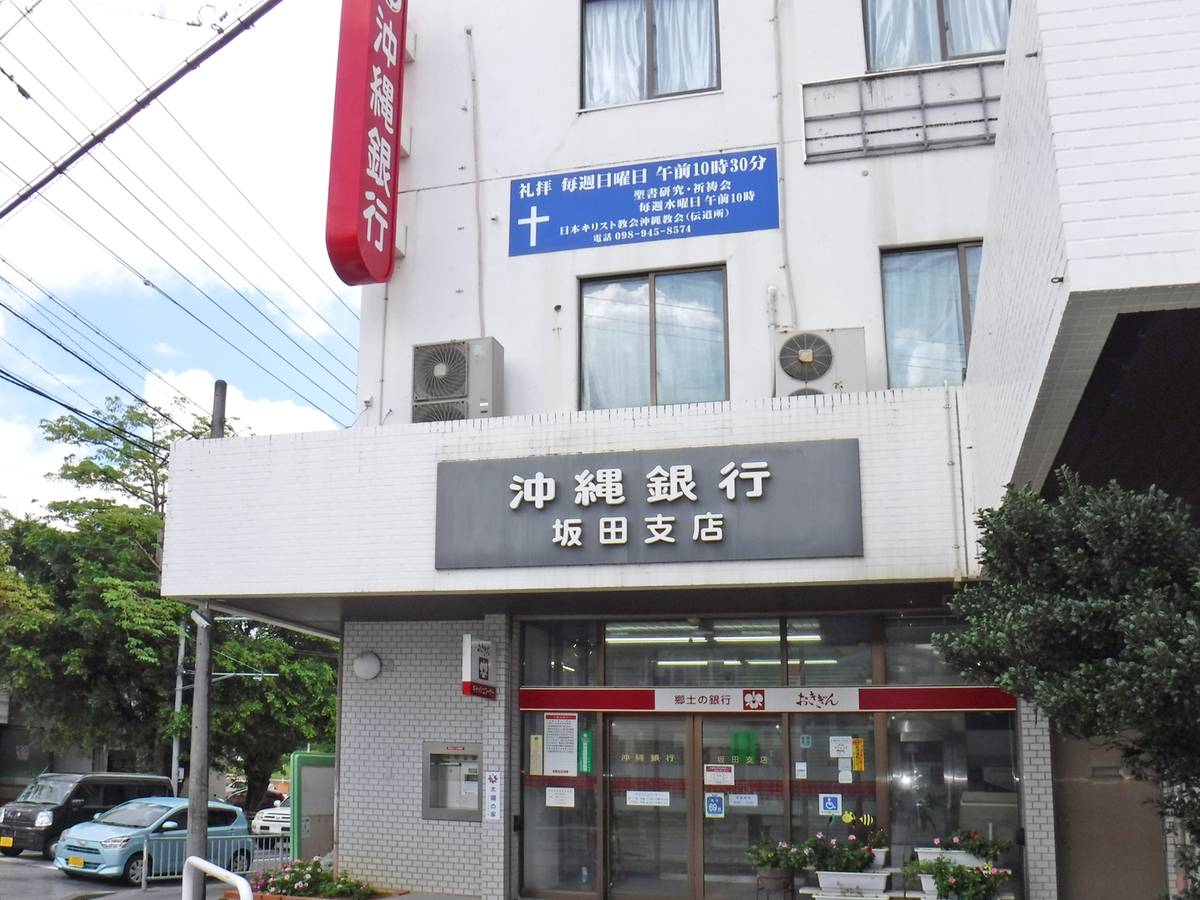 沖縄銀行
礼拝 毎週日曜日 午前10時30分
聖書研究・祈祷会
毎週水曜日 午前10時
日本キリスト教会沖縄教会(伝道所)
電話 098-945-8574
沖縄銀行
坂田支店
郷土の銀行 おきぎん
沖縄銀行 坂田支店
太陽の家